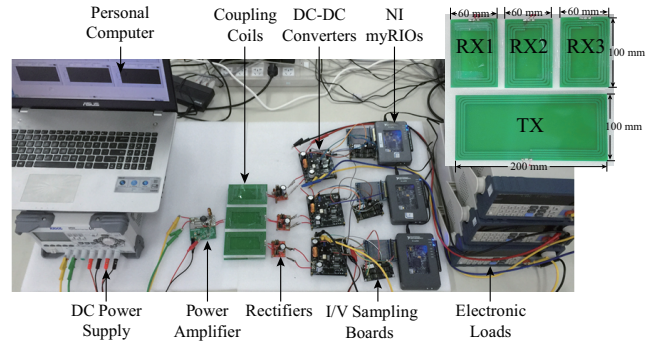 Personal
Computer
Coupling
Coils
DC-DC
Converters
NI
myRIOs
60 mm
60 mm
60 mm
RX1
RX2
RX3
100 mm
TX
100 mm
200 mm
ASUS
DC Power
Supply
Power
Amplifier
Rectifiers
I/V Sampling
Boards
Electronic
Loads